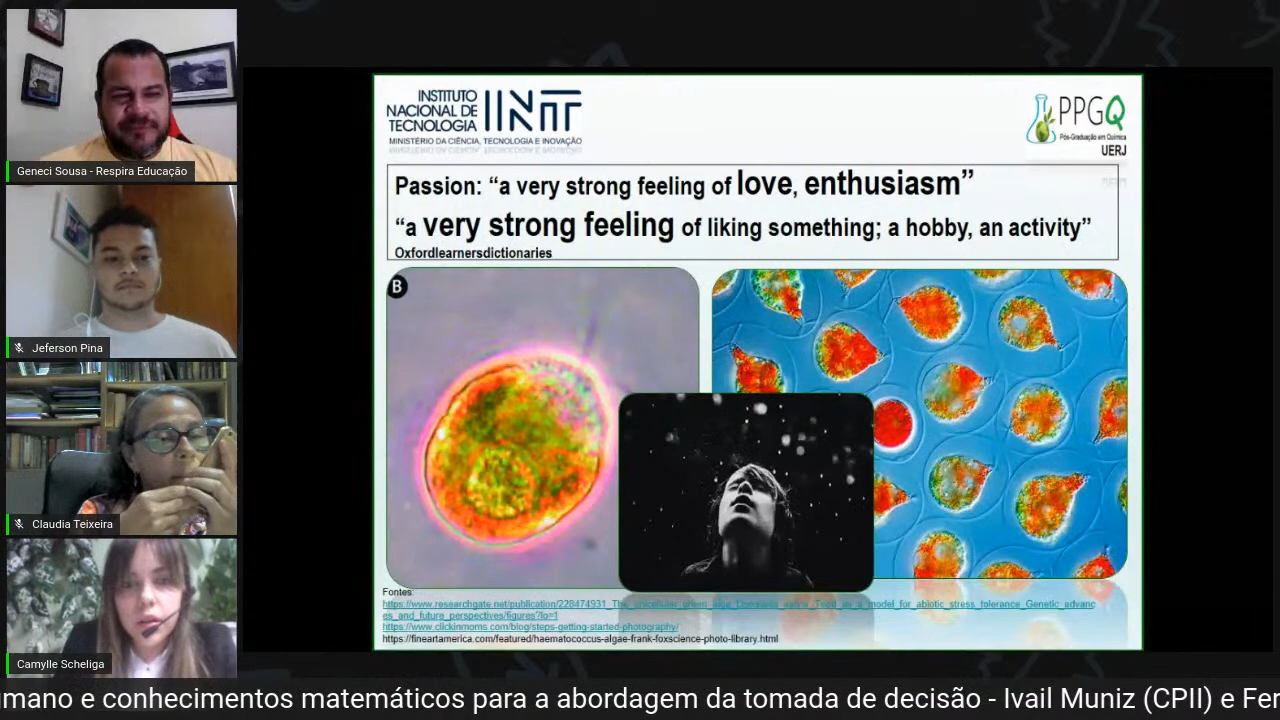 Geneci Sousa - Respira Educação
Jeferson Pina
Claudia Teixeira
Camylle Scheliga
INSTITUTO
NACIONAL DE
TECNOLOGIA
INT
MINISTÉRIO DA CIÊNCIA, TECNOLOGIA E INOVAÇÃO
PPGQ
Pós-Graduação em Química
UERJ
Passion: “a very strong feeling of love, enthusiasm”
“a very strong feeling of liking something; a hobby, an activity”
Oxfordlearnersdictionaries
B
Fontes:
https://www.researchgate.net/publication/228474931_The_unicellular_green_alga_Dunaliella_salina_Teod_as_a_model_for_abiotic_stress_tolerance_Genetic_advanc
es_and_future_perspectives/figures?lo=1
https://www.clickinmoms.com/blog/steps-getting-started-photography/
https://fineartamerica.com/featured/haematococcus-algae-frank-foxscience-photo-library.html
mano e conhecimentos matemáticos para a abordagem da tomada de decisão - Ivail Muniz (CPII) e Fer